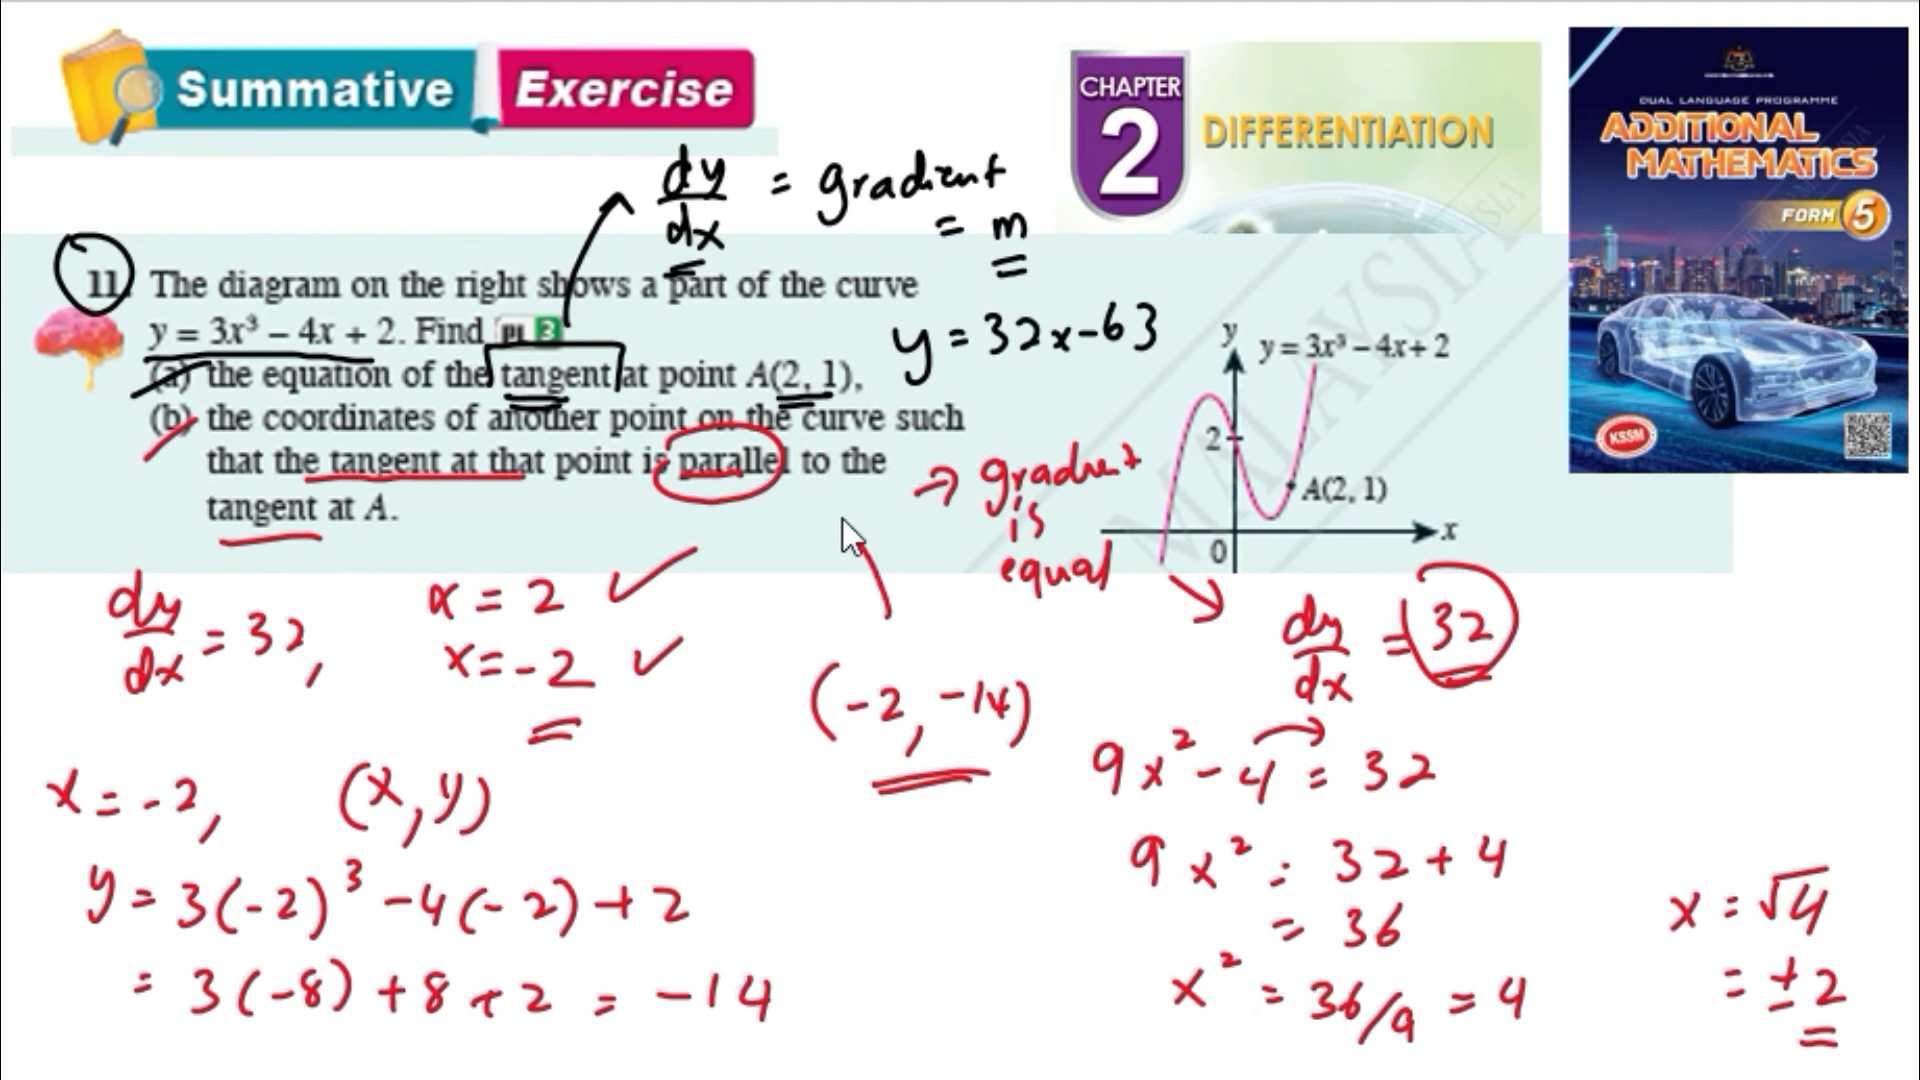 Summative Exercise
CHAPTER
2
DIFFERENTIATION
DUAL LANGUAGE PROGRAMME
ADDITIONAL
MATHEMATICS
FORM 5
KSSM
dy/dx = gradient
= m
11. The diagram on the right shows a part of the curve
y = 3x³ – 4x + 2. Find PL 3
(a) the equation of the tangent at point A(2, 1),
y = 32x-63
(b) the coordinates of another point on the curve such
that the tangent at that point is parallel to the
tangent at A.
→ gradient
is
equal
y
y = 3x³ – 4x + 2
2
A(2, 1)
0
x
MALAYSIA
dy/dx = 32,
x = 2 ✓
x = -2 ✓
(-2, -14)
dy/dx = 32
x = -2, (x, y)
y = 3(-2)³ -4(-2) + 2
= 3(-8) + 8 + 2 = -14
9x² - 4 = 32
9x² = 32 + 4
= 36
x² = 36/9 = 4
x = √4
= ±2